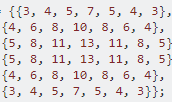 = {{3, 4, 5, 7, 5, 4, 3},
{4, 6, 8, 10, 8, 6, 4},
{5, 8, 11, 13, 11, 8, 5}
{5, 8, 11, 13, 11, 8, 5}
{4, 6, 8, 10, 8, 6, 4},
{3, 4, 5, 7, 5, 4, 3}};